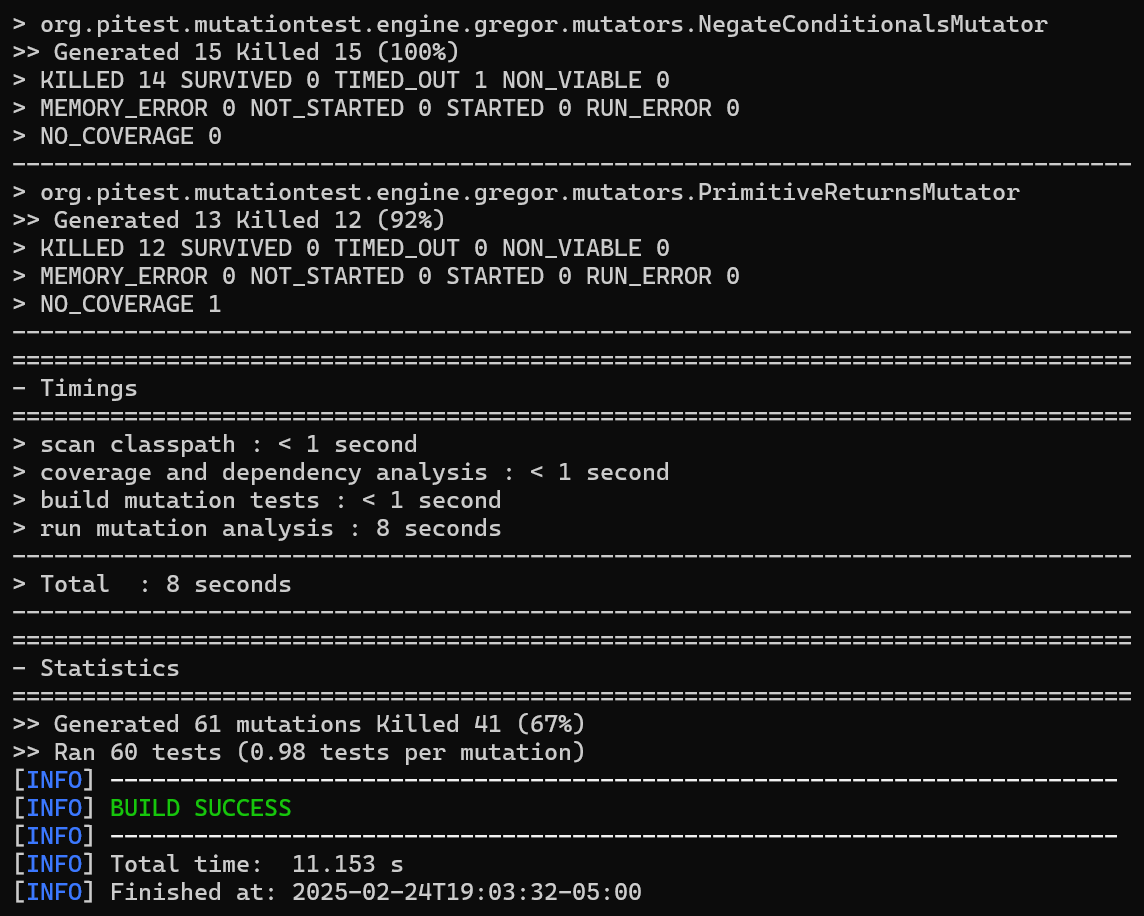 > org.pitest.mutationtest.engine.gregor.mutators.NegateConditionalsMutator
>> Generated 15 Killed 15 (100%)
> KILLED 14 SURVIVED 0 TIMED_OUT 1 NON_VIABLE 0
> MEMORY_ERROR 0 NOT_STARTED 0 STARTED 0 RUN_ERROR 0
> NO_COVERAGE 0
--------------------------------------------------------------------------------
> org.pitest.mutationtest.engine.gregor.mutators.PrimitiveReturnsMutator
>> Generated 13 Killed 12 (92%)
> KILLED 12 SURVIVED 0 TIMED_OUT 0 NON_VIABLE 0
> MEMORY_ERROR 0 NOT_STARTED 0 STARTED 0 RUN_ERROR 0
> NO_COVERAGE 1
--------------------------------------------------------------------------------
================================================================================
- Timings
================================================================================
> scan classpath : < 1 second
> coverage and dependency analysis : < 1 second
> build mutation tests : < 1 second
> run mutation analysis : 8 seconds
--------------------------------------------------------------------------------
> Total  : 8 seconds
--------------------------------------------------------------------------------
================================================================================
- Statistics
================================================================================
>> Generated 61 mutations Killed 41 (67%)
>> Ran 60 tests (0.98 tests per mutation)
[INFO] ------------------------------------------------------------------------
[INFO] BUILD SUCCESS
[INFO] ------------------------------------------------------------------------
[INFO] Total time:  11.153 s
[INFO] Finished at: 2025-02-24T19:03:32-05:00